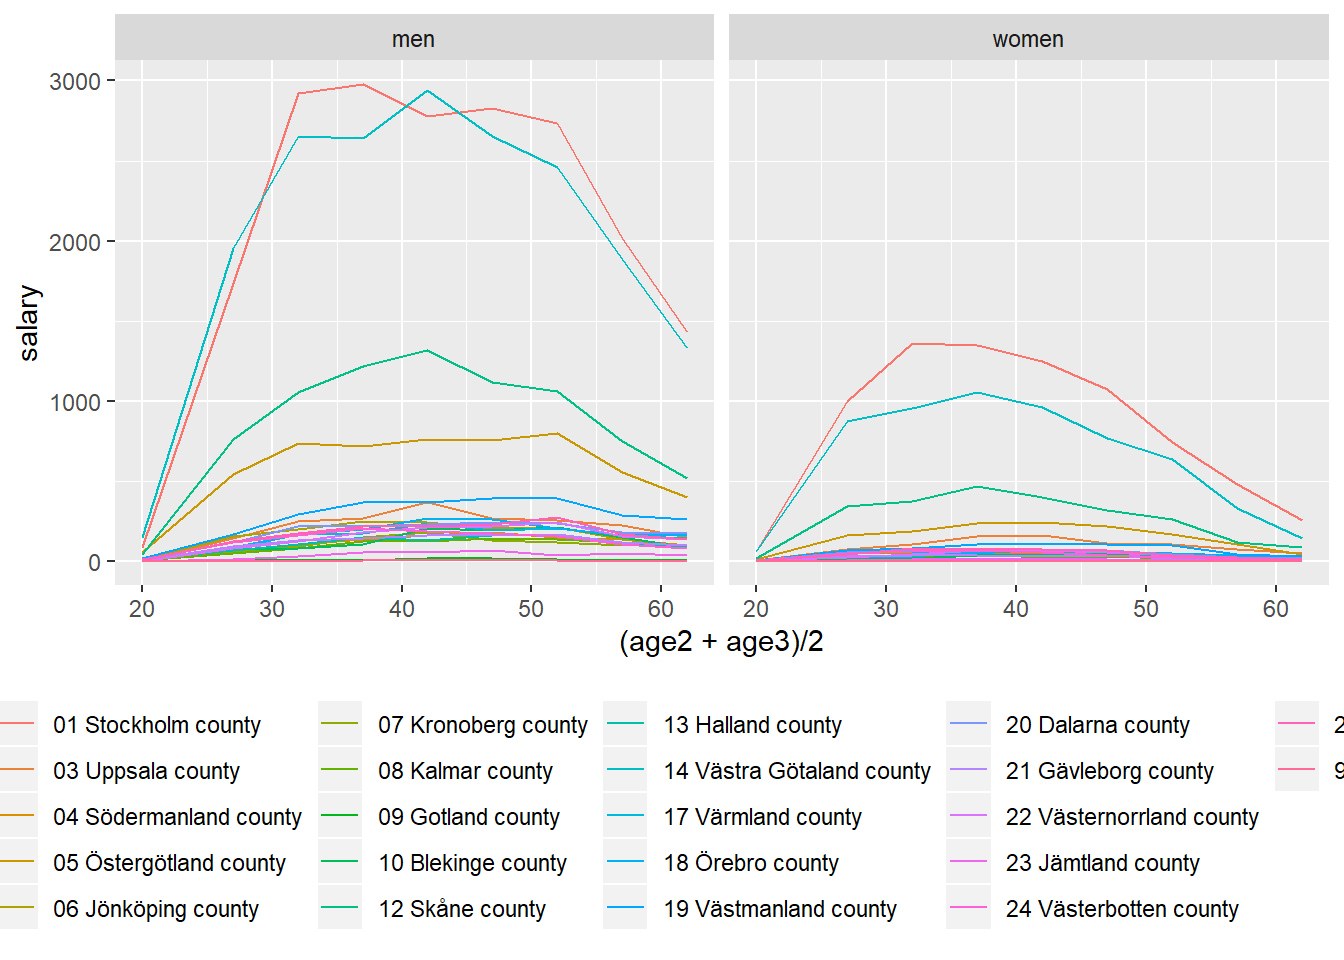 men women
3000
2000
1000
0
salary
20 30 40 50 60 20 30 40 50 60
(age2 + age3)/2
01 Stockholm county 07 Kronoberg county 13 Halland county 20 Dalarna county 2
03 Uppsala county 08 Kalmar county 14 Västra Götaland county 21 Gävleborg county 9
04 Södermanland county 09 Gotland county 17 Värmland county 22 Västernorrland county
05 Östergötland county 10 Blekinge county 18 Örebro county 23 Jämtland county
06 Jönköping county 12 Skåne county 19 Västmanland county 24 Västerbotten county